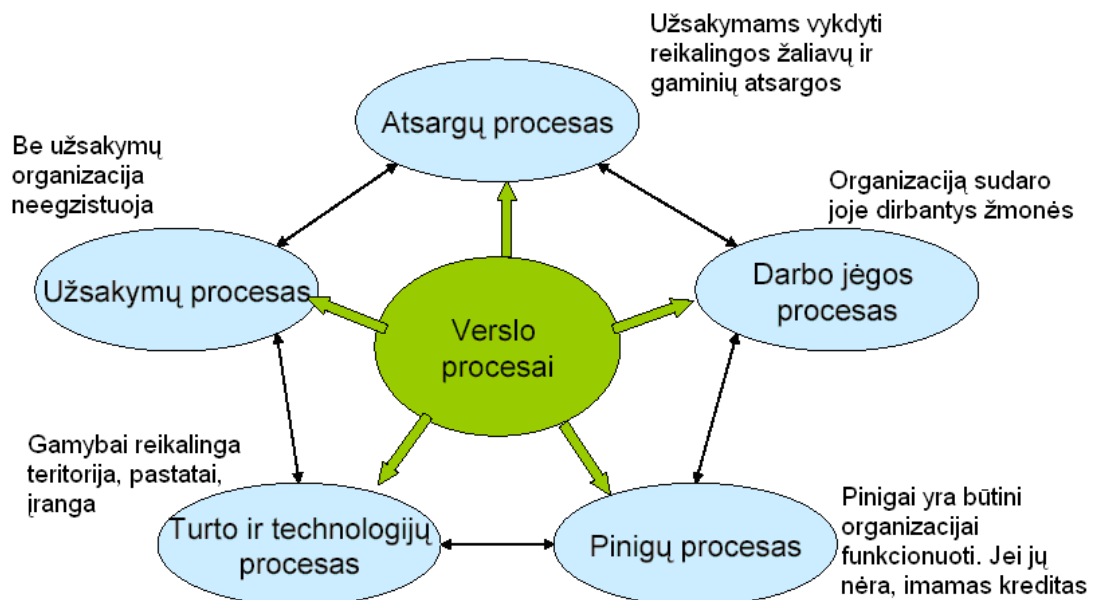 Užsakymams vykdyti
reikalingos žaliavų ir
gaminių atsargos
Atsargų procesas
Be užsakymų
organizacija
neegzistuoja
Organizaciją sudaro
joje dirbantys žmonės
Užsakymų procesas
Darbo jėgos
procesas
Verslo
procesai
Gamybai reikalinga
teritorija, pastatai,
įranga
Turto ir technologijų
procesas
Pinigų procesas
Pinigai yra būtini
organizacijai
funkcionuoti. Jei jų
nėra, imamas kreditas